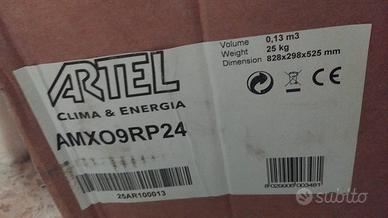 ARTEL
CLIMA & ENERGIA
AMXO9RP24
25AR100013
Volume 0,13 m3
Weight 25 kg
Dimension 828x298x525 mm
CE
subito